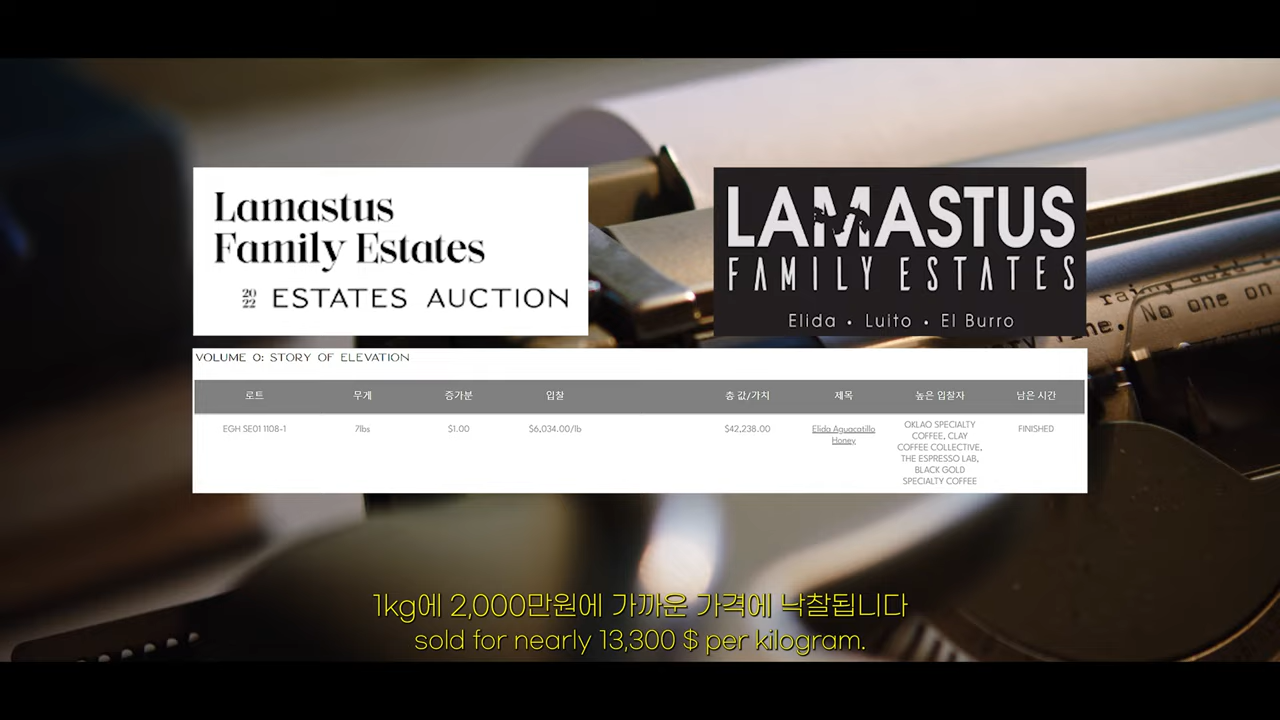 Lamastus
Family Estates
2022 ESTATES AUCTION
LAMASTUS
FAMILY ESTATES
Elida • Luito • El Burro
No one on
VOLUME 0: STORY OF ELEVATION
로트 무게 증가분 입찰 총 값/가치 제목 높은 입찰자 남은 시간
EGH SE01 1108-1 7lbs $1.00 $6,034.00/lb $42,238.00 Elida Aguacatillo Honey OKLAO SPECIALTY COFFEE, CLAY COFFEE COLLECTIVE, THE ESPRESSO LAB, BLACK GOLD SPECIALTY COFFEE FINISHED
1kg에 2,000만원에 가까운 가격에 낙찰됩니다
sold for nearly 13,300 $ per kilogram.